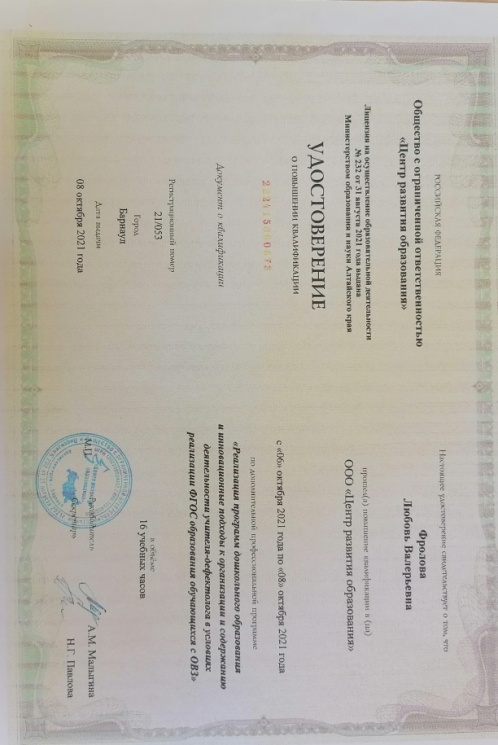 РОССИЙСКАЯ ФЕДЕРАЦИЯ
Общество с ограниченной ответственностью
«Центр развития образования»
Лицензия на осуществление образовательной деятельности
№ 232 от 31 августа 2021 года выдана
Министерством образования и науки Алтайского края
УДОСТОВЕРЕНИЕ
О ПОВЫШЕНИИ КВАЛИФИКАЦИИ
Документ о квалификации
Регистрационный номер
21/053
Город
Барнаул
Дата выдачи
08 октября 2021 года
Настоящее удостоверение свидетельствует о том, что
Фролова
Любовь Валерьевна
прошел(а) повышение квалификации в (на)
ООО «Центр развития образования»
с «06» октября 2021 года по «08» октября 2021 года
по дополнительной профессиональной программе
«Реализация программ дошкольного образования
и инновационные подходы к организации и содержанию
деятельности учителя-дефектолога в условиях
реализации ФГОС образования обучающихся с ОВЗ»
в объёме
16 учебных часов
М.П.
Руководитель
А.М. Малыгина
Секретарь
Н.Г. Павлова